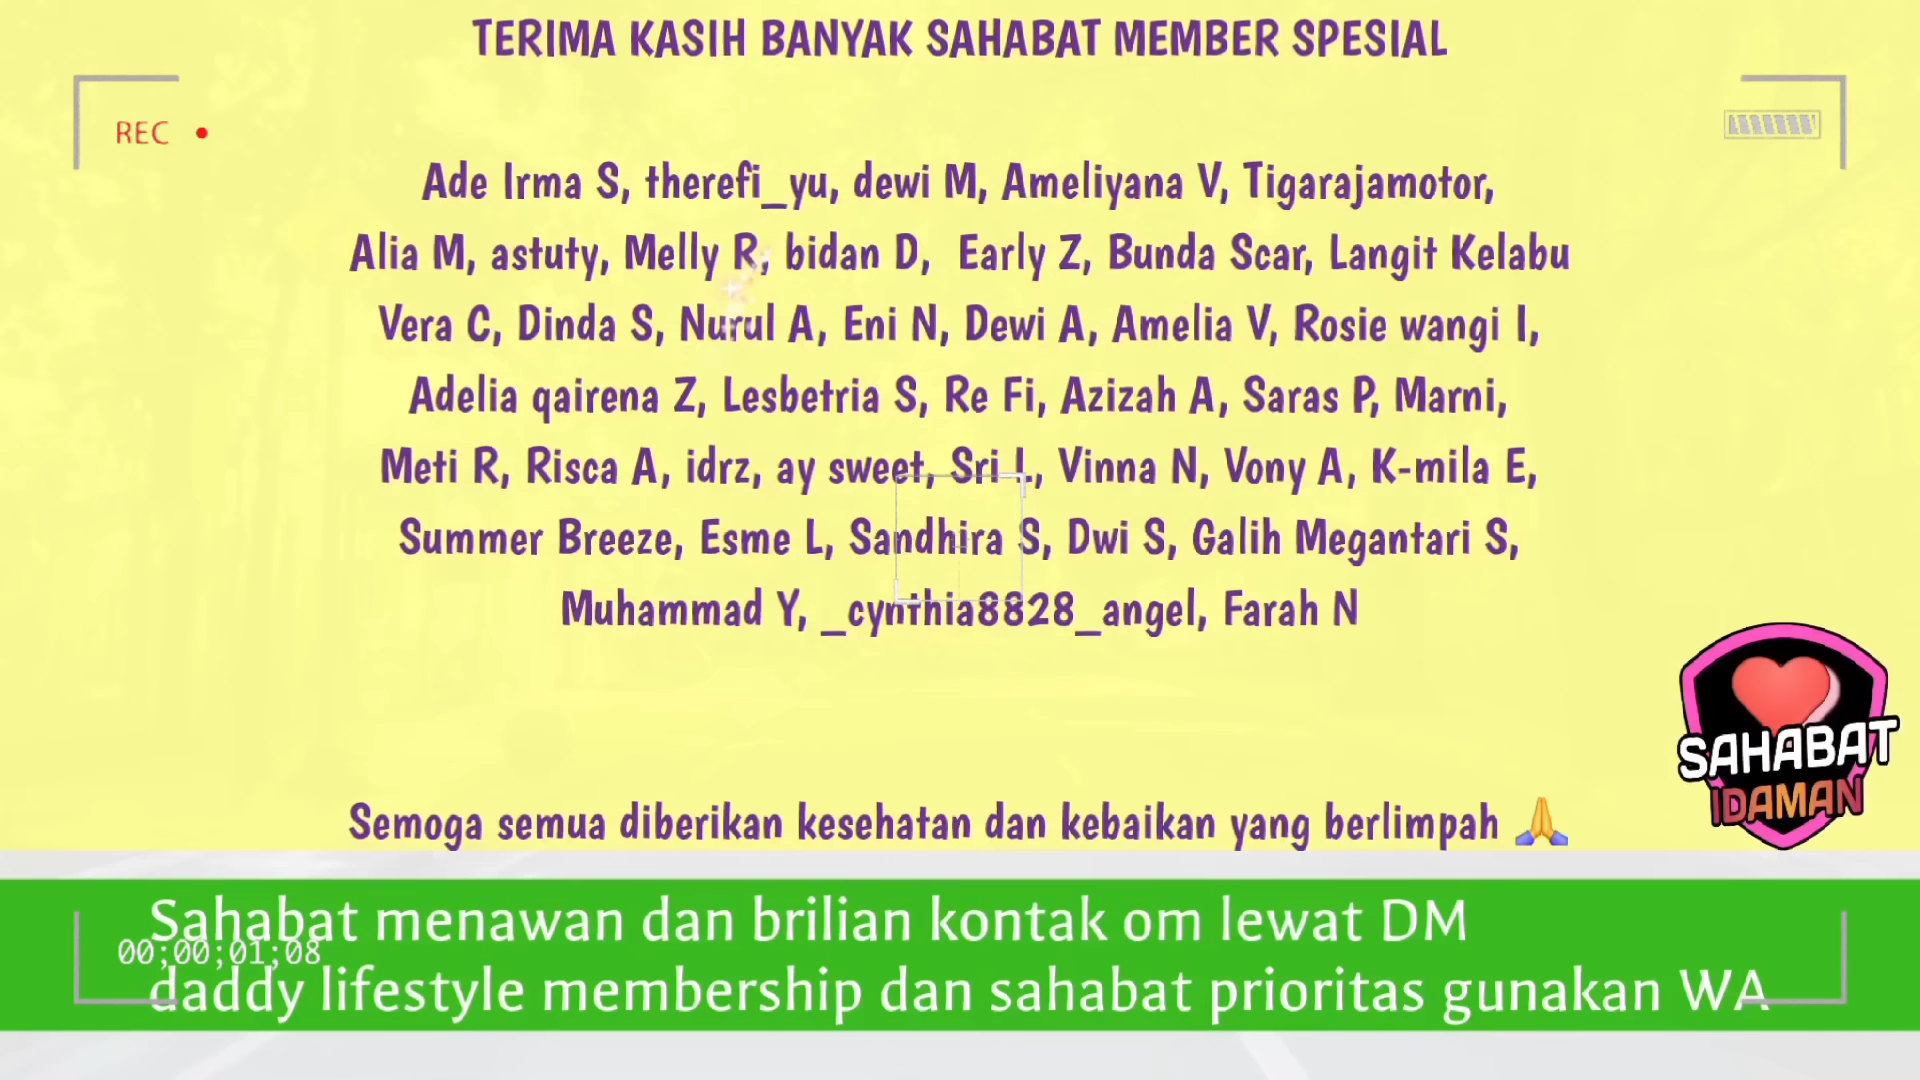 TERIMA KASIH BANYAK SAHABAT MEMBER SPESIAL
REC
Ade Irma S, therefi_yu, dewi M, Ameliyana V, Tigarajamotor,
Alia M, astuty, Melly R, bidan D, Early Z, Bunda Scar, Langit Kelabu
Vera C, Dinda S, Nurul A, Eni N, Dewi A, Amelia V, Rosie wangi I,
Adelia qairena Z, Lesbetria S, Re Fi, Azizah A, Saras P, Marni,
Meti R, Risca A, idrz, ay sweet, Sri L, Vinna N, Vony A, K-mila E,
Summer Breeze, Esme L, Sandhira S, Dwi S, Galih Megantari S,
Muhammad Y, _cynthia8828_angel, Farah N
SAHABAT
IDAMAN
Semoga semua diberikan kesehatan dan kebaikan yang berlimpah 🙏
Sahabat menawan dan brilian kontak om lewat DM
00;00;01;08
daddy lifestyle membership dan sahabat prioritas gunakan WA